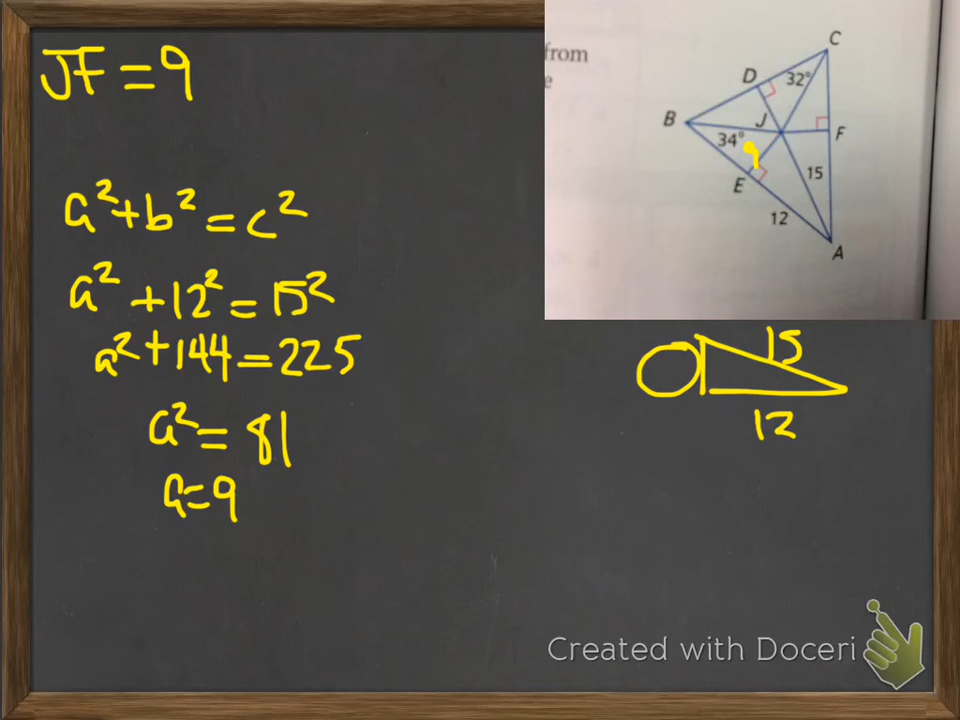 JF = 9
a²+b² = c²
a² +12² = 15²
a² +144 = 225
a² = 81
a=9
from
e
C
D
32°
B
J
F
34°
9
E
15
12
A
15
12
Created with Doceri